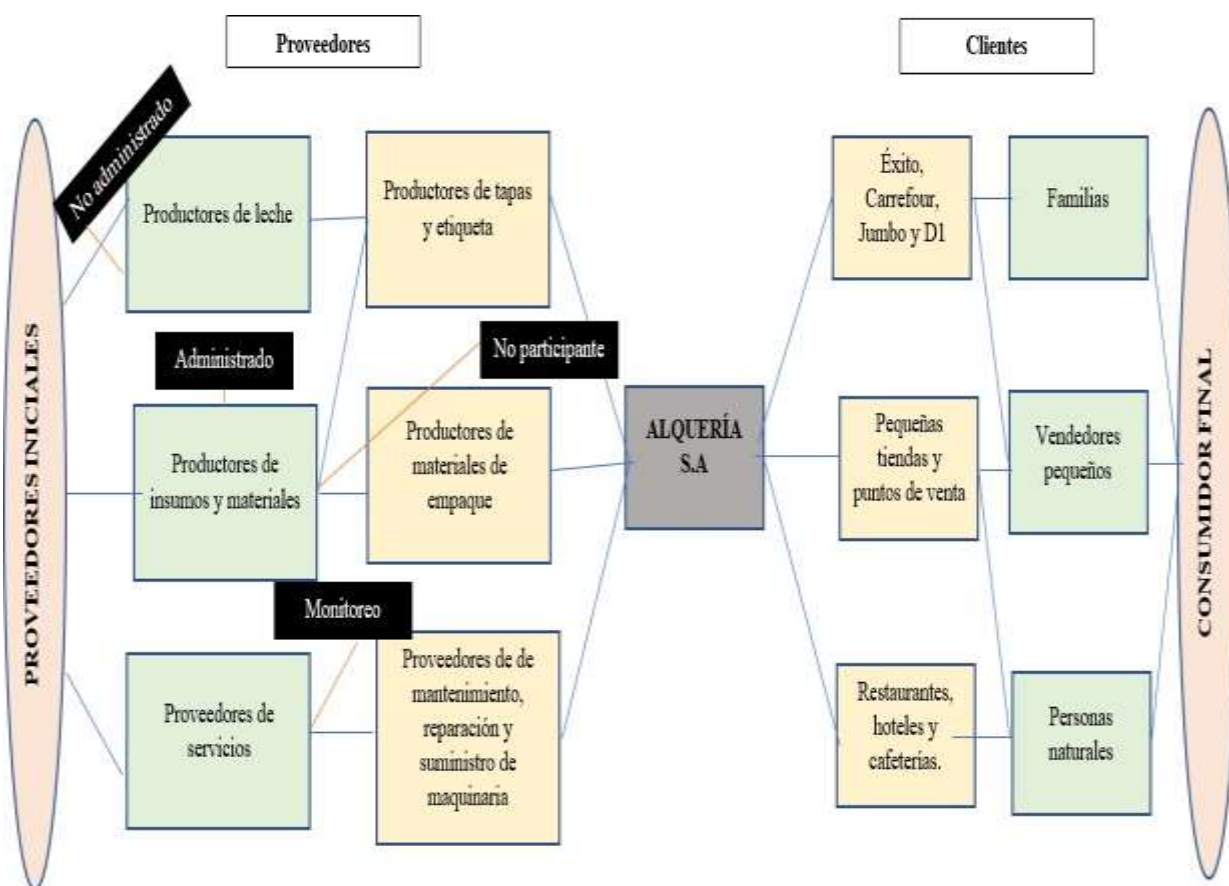 Proveedores
Clientes
No administrado
PROVEEDORES INICIALES
Productores de leche
Productores de tapas
y etiqueta
Éxito,
Carrefour,
Jumbo y D1
Familias
Administrado
No participante
Productores de
insumos y materiales
Productores de
materiales de
empaque
ALQUERÍA
S.A
Pequeñas
tiendas y
puntos de venta
Vendedores
pequeños
CONSUMIDOR FINAL
Monitoreo
Proveedores de
servicios
Proveedores de de
mantenimiento,
reparación y
suministro de
maquinaria
Restaurantes,
hoteles y
cafeterías.
Personas
naturales